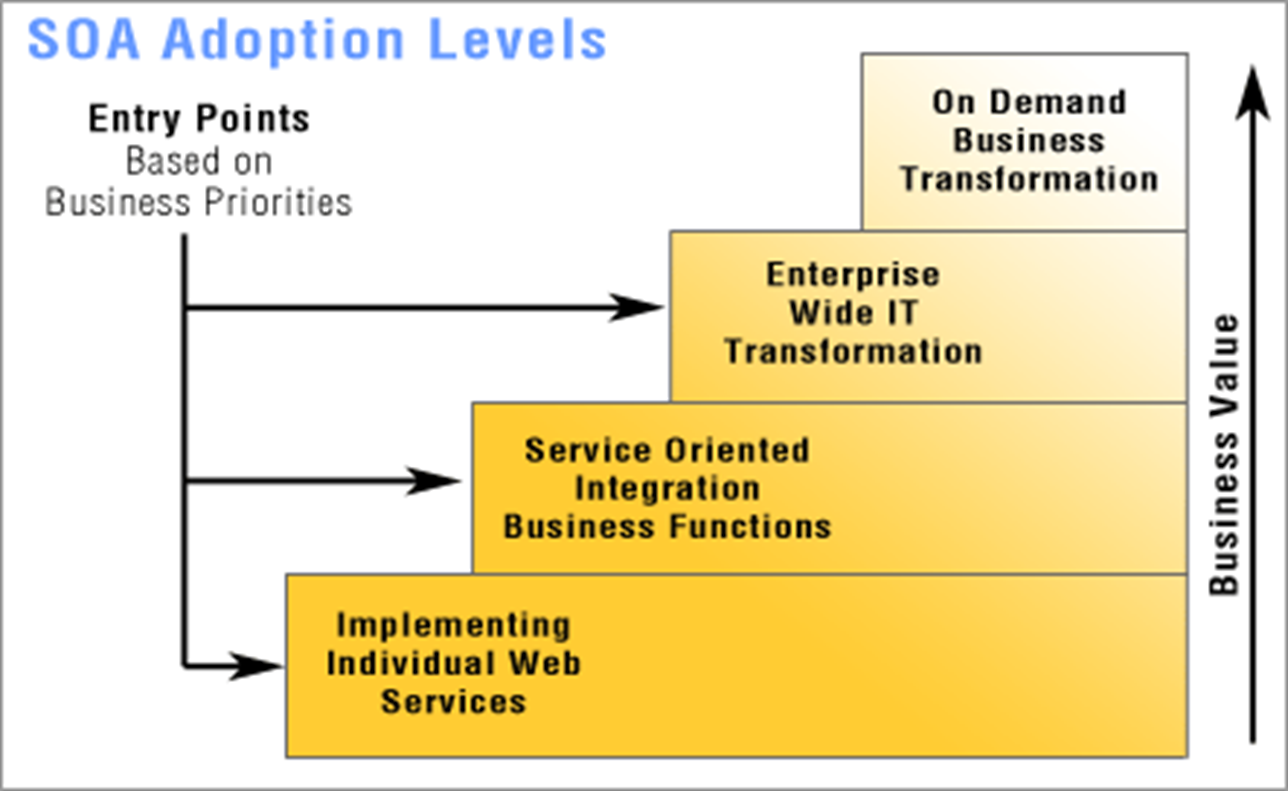 SOA Adoption Levels
Entry Points
Based on
Business Priorities
On Demand
Business
Transformation
Enterprise
Wide IT
Transformation
Service Oriented
Integration
Business Functions
Implementing
Individual Web
Services
Business Value